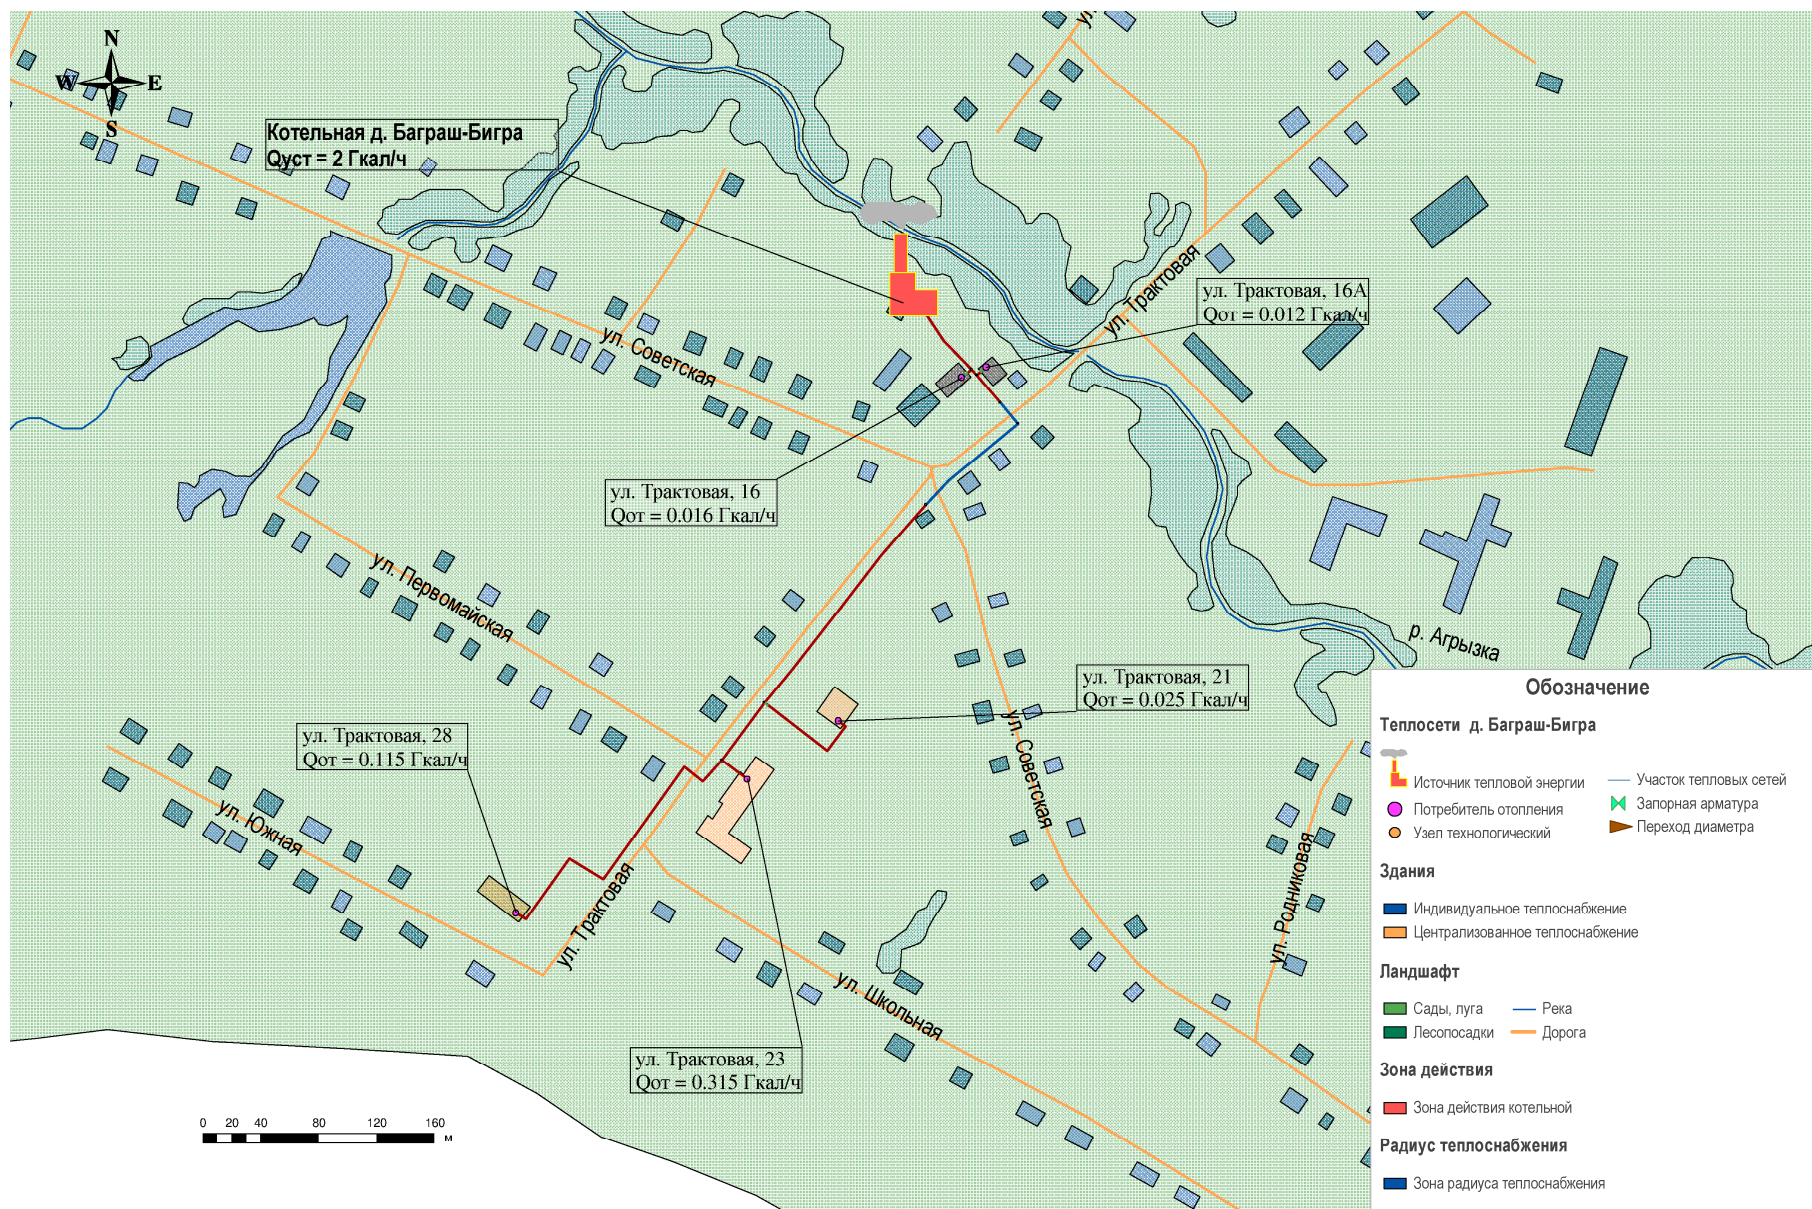 N
W E
S
Котельная д. Баграш-Бигра
Qуст = 2 Гкал/ч
ул. Трактовая
ул. Трактовая, 16А
Qот = 0.012 Гкал/ч
ул. Советская
ул. Трактовая, 16
Qот = 0.016 Гкал/ч
ул. Первомайская
р. Агрызка
ул. Трактовая, 21
Qот = 0.025 Гкал/ч
ул. Советская
ул. Трактовая, 28
Qот = 0.115 Гкал/ч
ул. Южная
ул. Трактовая
ул. Родниковая
ул. Школьная
ул. Трактовая, 23
Qот = 0.315 Гкал/ч
0 20 40 80 120 160
м
Обозначение
Теплосети д. Баграш-Бигра
Источник тепловой энергии
Потребитель отопления
Узел технологический
Участок тепловых сетей
Запорная арматура
Переход диаметра
Здания
Индивидуальное теплоснабжение
Централизованное теплоснабжение
Ландшафт
Сады, луга
Река
Лесопосадки
Дорога
Зона действия
Зона действия котельной
Радиус теплоснабжения
Зона радиуса теплоснабжения